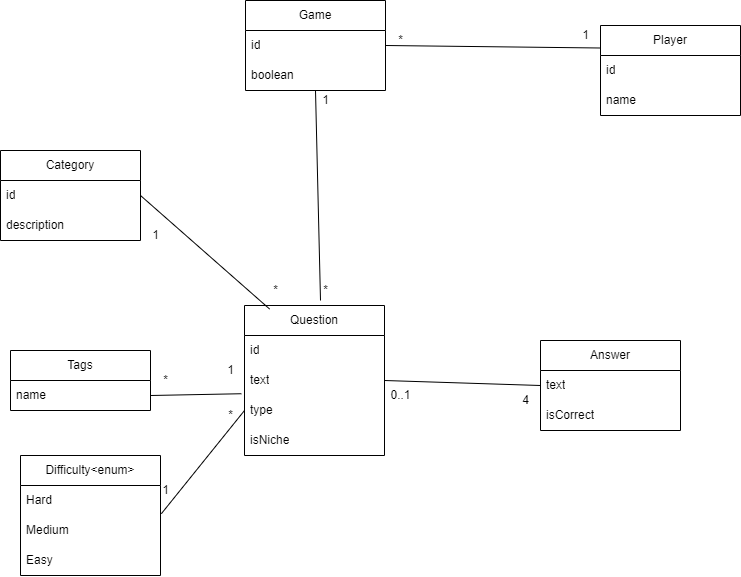 Game
id
boolean
*
1
Player
id
name
1
Category
id
description
1
*
*
Question
id
text
type
isNiche
Tags
name
*
1
*
0..1
4
Answer
text
isCorrect
Difficulty<enum>
Hard
Medium
Easy
1